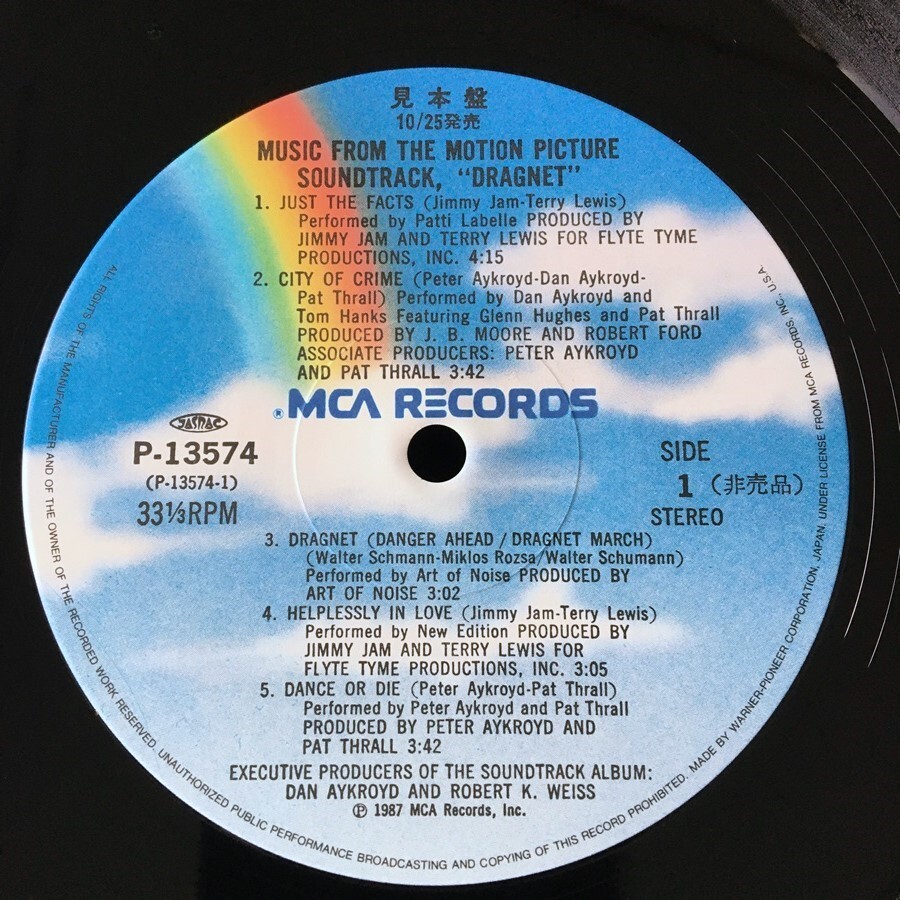 見本盤
10/25発売
MUSIC FROM THE MOTION PICTURE
SOUNDTRACK, “DRAGNET”
1. JUST THE FACTS (Jimmy Jam-Terry Lewis)
Performed by Patti Labelle PRODUCED BY
JIMMY JAM AND TERRY LEWIS FOR FLYTE TYME
PRODUCTIONS, INC. 4:15
2. CITY OF CRIME (Peter Aykroyd-Dan Aykroyd-
Pat Thrall) Performed by Dan Aykroyd and
Tom Hanks Featuring Glenn Hughes and Pat Thrall
PRODUCED BY J. B. MOORE AND ROBERT FORD
ASSOCIATE PRODUCERS: PETER AYKROYD
AND PAT THRALL 3:42
® MCA RECORDS
JASRAC
P-13574
(P-13574-1)
33⅓RPM
SIDE
1 (非売品)
STEREO
3. DRAGNET (DANGER AHEAD / DRAGNET MARCH)
(Walter Schmann-Miklos Rozsa/Walter Schumann)
Performed by Art of Noise PRODUCED BY
ART OF NOISE 3:02
4. HELPLESSLY IN LOVE (Jimmy Jam-Terry Lewis)
Performed by New Edition PRODUCED BY
JIMMY JAM AND TERRY LEWIS FOR
FLYTE TYME PRODUCTIONS, INC. 3:05
5. DANCE OR DIE (Peter Aykroyd-Pat Thrall)
Performed by Peter Aykroyd and Pat Thrall
PRODUCED BY PETER AYKROYD AND
PAT THRALL 3:42
EXECUTIVE PRODUCERS OF THE SOUNDTRACK ALBUM:
DAN AYKROYD AND ROBERT K. WEISS
℗ 1987 MCA Records, Inc.
ALL RIGHTS OF THE MANUFACTURER AND OF THE OWNER OF THE RECORDED WORK RESERVED. UNAUTHORIZED PUBLIC PERFORMANCE BROADCASTING AND COPYING OF THIS RECORD PROHIBITED. MADE BY WARNER-PIONEER CORPORATION, JAPAN. UNDER LICENSE FROM MCA RECORDS, INC., U.S.A.